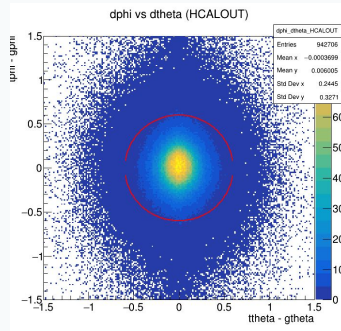 dphi vs dtheta (HCALOUT)
dphi_dtheta_HCALOUT
Entries 942706
Mean x −0.0003699
Mean y 0.006005
Std Dev x 0.2445
Std Dev y 0.3271
tphi - gphi
1.5
1
0.5
0
−0.5
−1
−1.5
−1.5 −1 −0.5 0 0.5 1 1.5
ttheta - gtheta
60
50
40
30
20
10
0